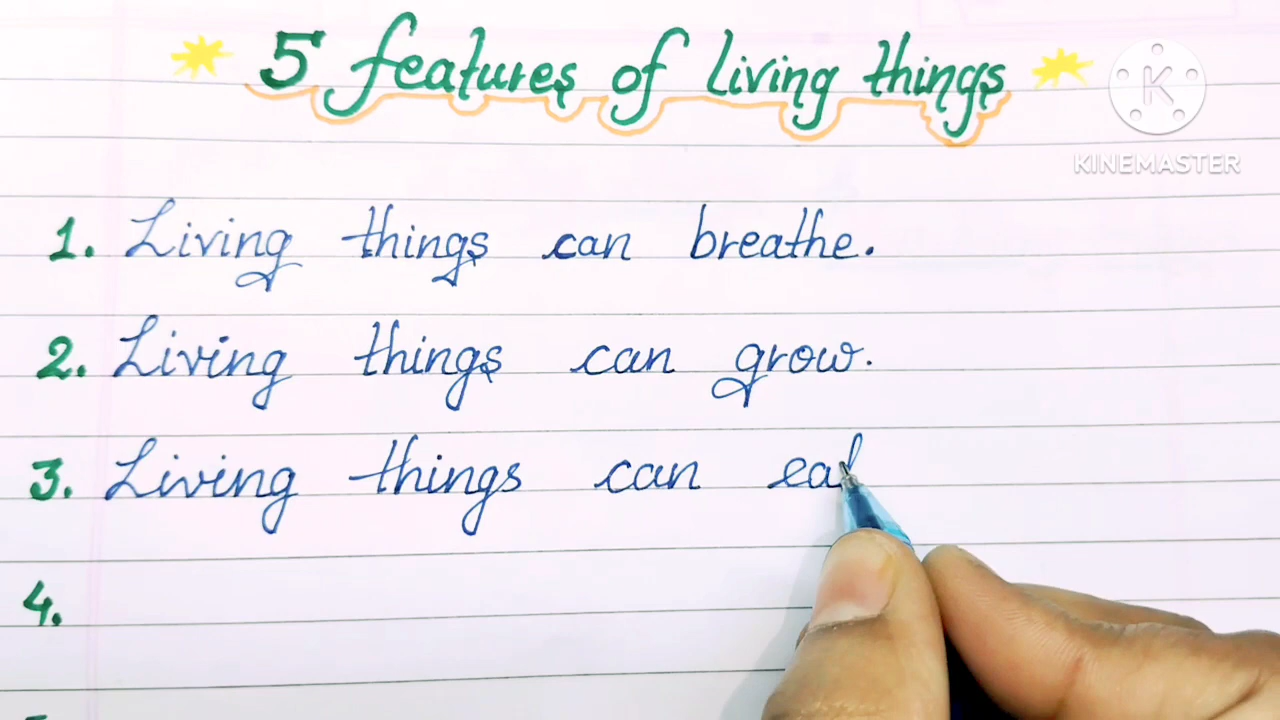 5 features of living things
K
KINEMASTER
1. Living things can breathe.
2. Living things can grow.
3. Living things can eat
4.